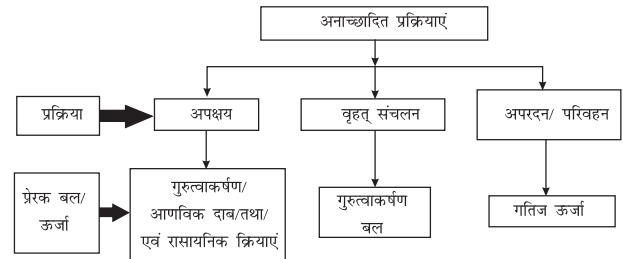 अनाच्छादित प्रक्रियाएं
प्रक्रिया
अपक्षय
वृहत् संचलन
अपरदन/ परिवहन
प्रेरक बल/
ऊर्जा
गुरुत्वाकर्षण/
आणविक दाब/तथा/
एवं रासायनिक क्रियाएं
गुरुत्वाकर्षण
बल
गतिज ऊर्जा